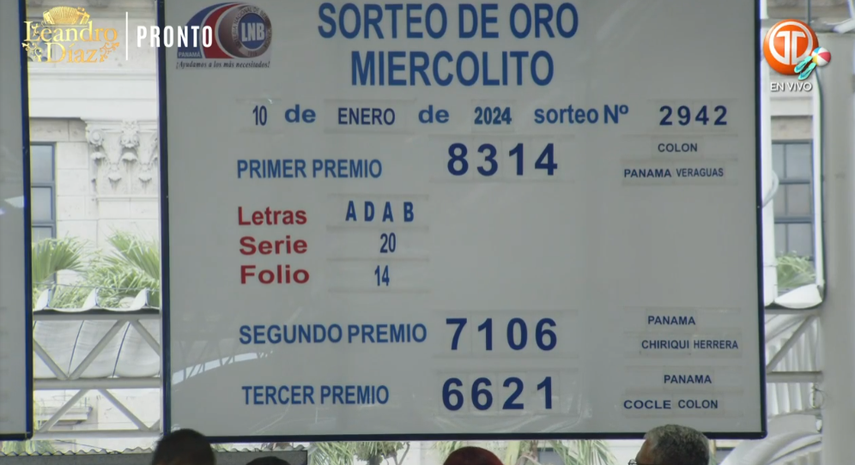 Leandro Díaz | PRONTO
LNB
PANAMÁ
¡Ayudamos a los más necesitados!
SORTEO DE ORO
MIERCOLITO
EN VIVO
10 de ENERO de 2024 sorteo Nº 2942
PRIMER PREMIO 8314 COLON
PANAMA VERAGUAS
Letras A D A B
Serie 20
Folio 14
SEGUNDO PREMIO 7106 PANAMA
CHIRIQUI HERRERA
TERCER PREMIO 6621 PANAMA
COCLE COLON